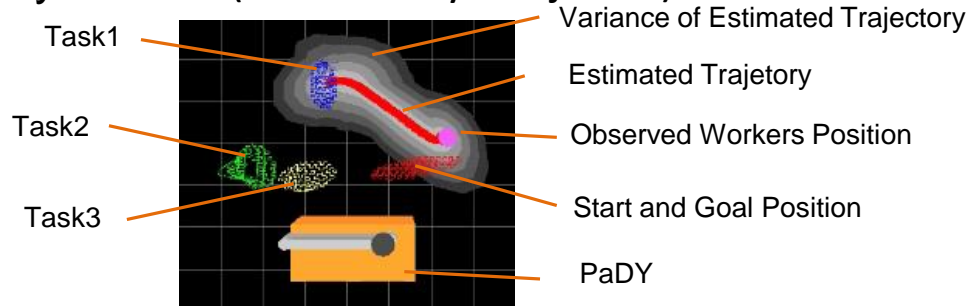 Variance of Estimated Trajectory
Task1
Estimated Trajetory
Task2
Observed Workers Position
Task3
Start and Goal Position
PaDY